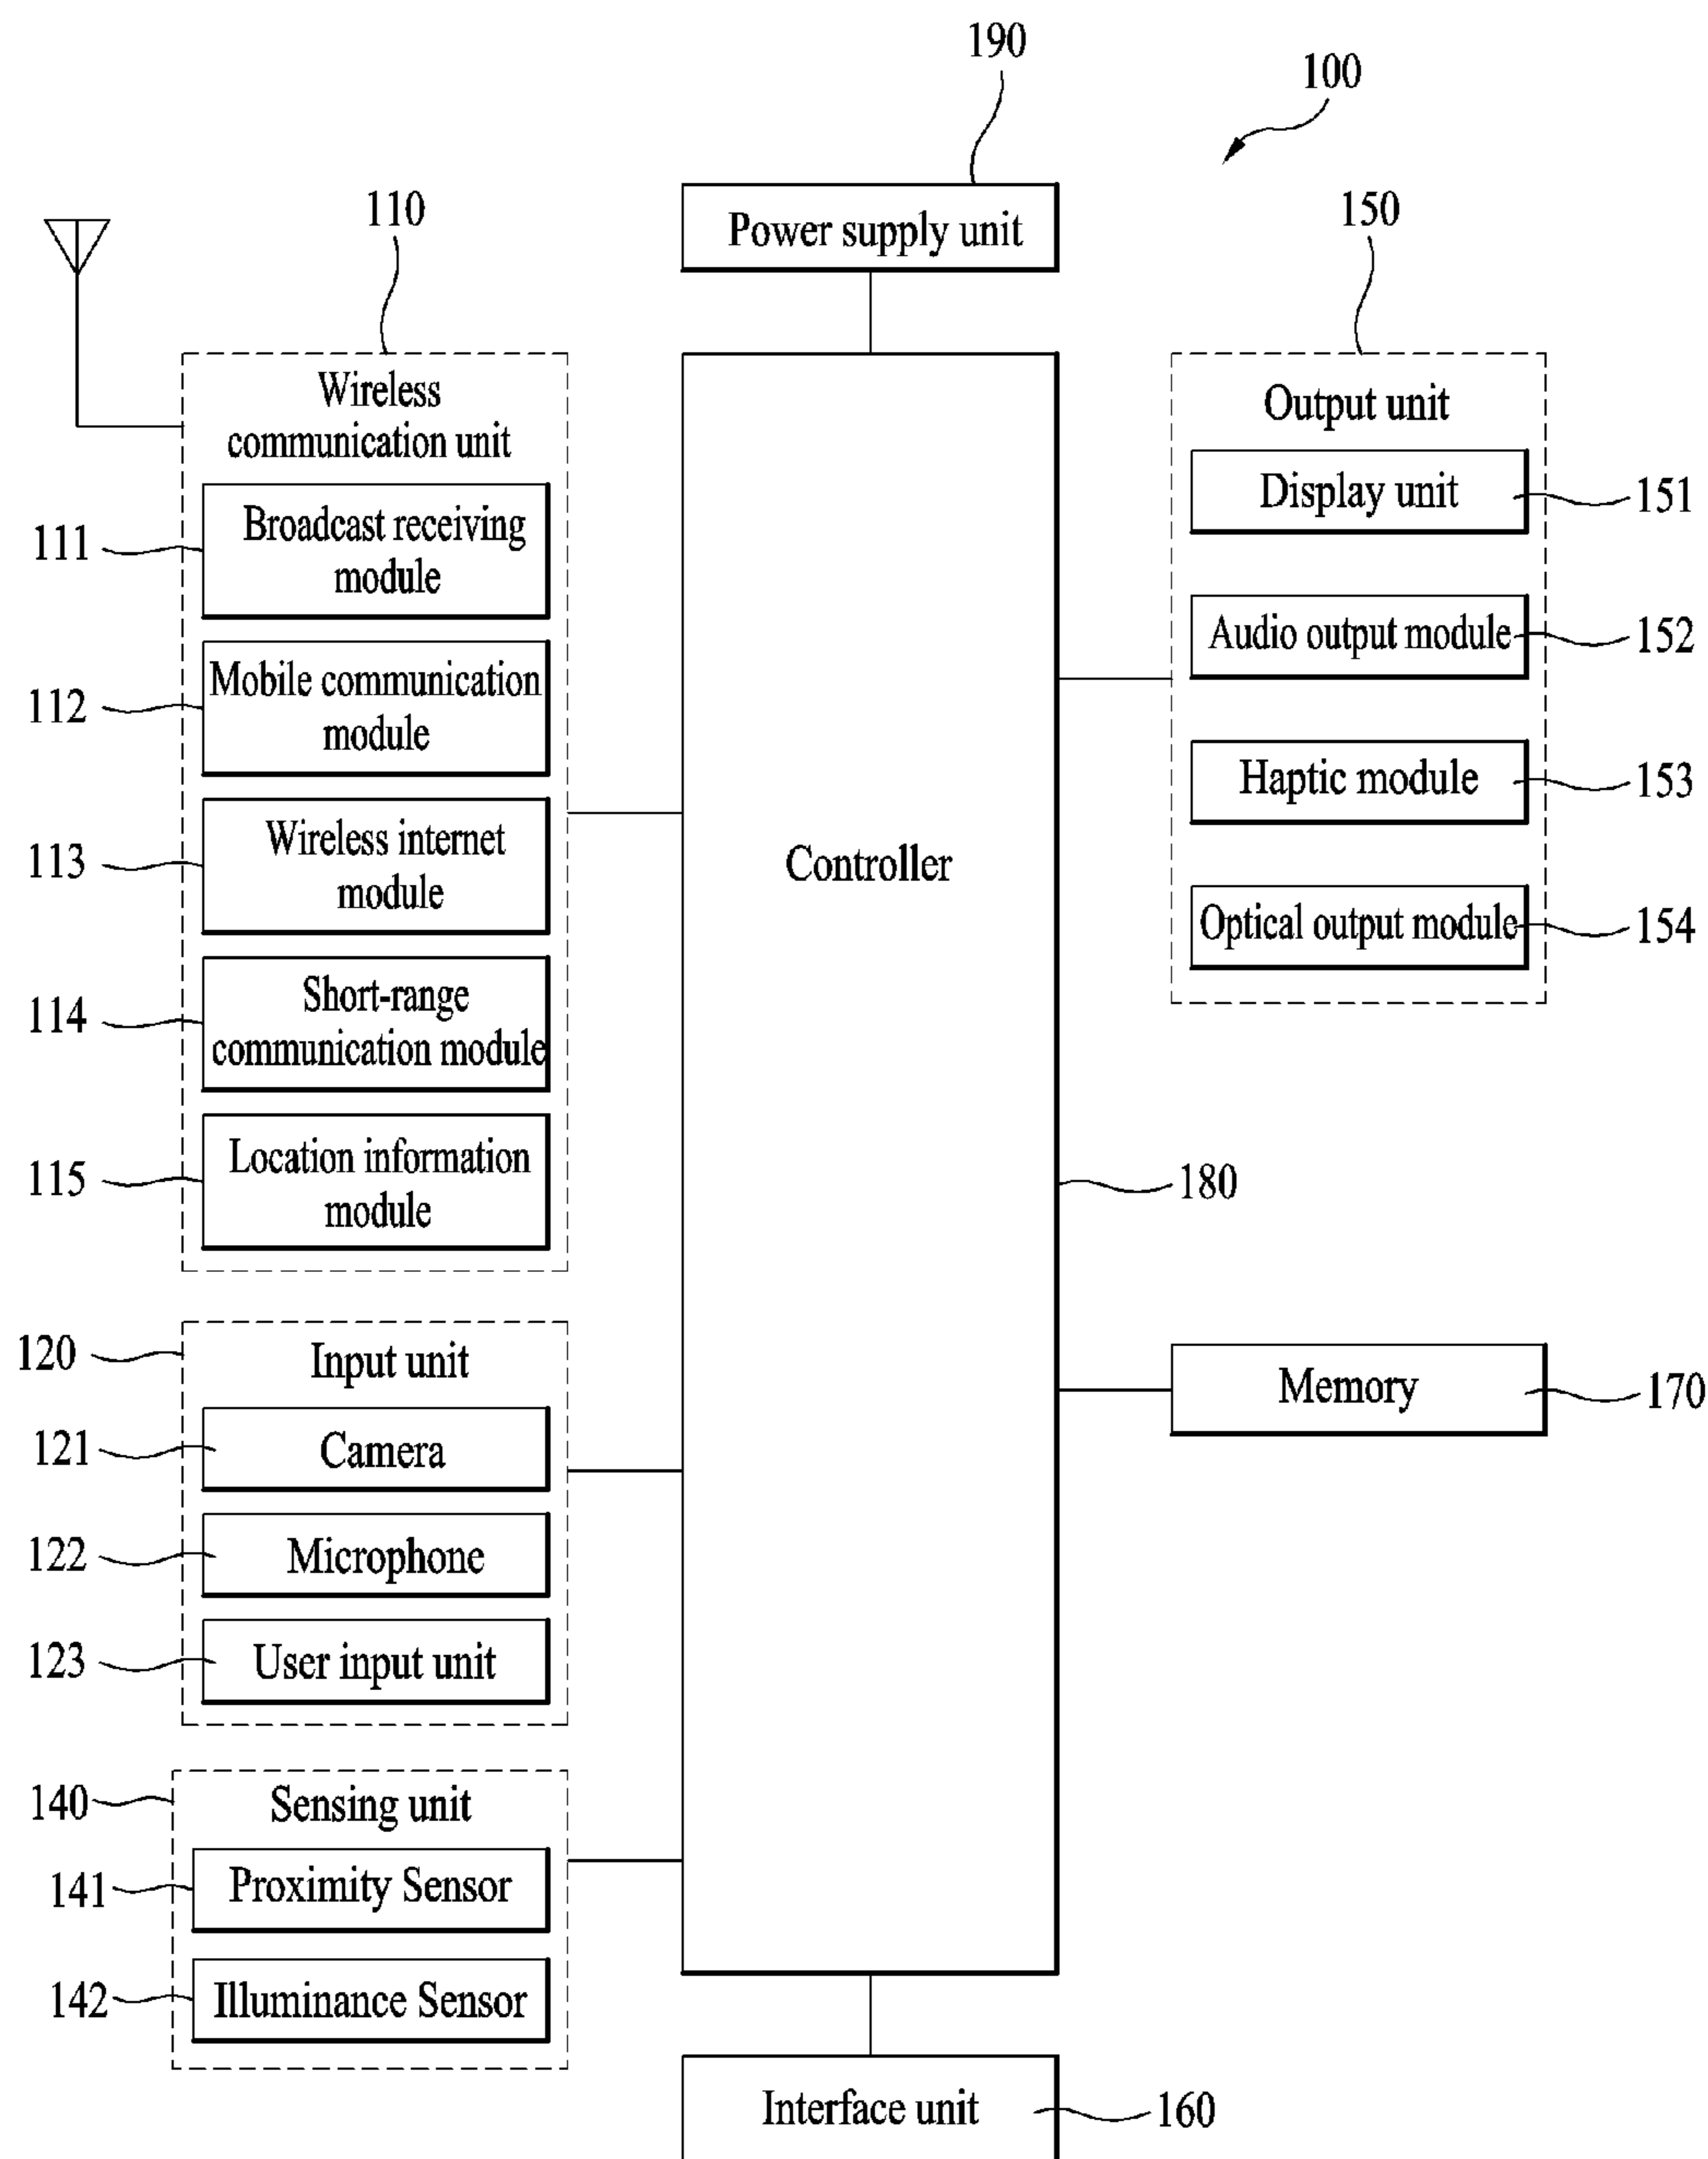 190
100
Power supply unit
110
Wireless
communication unit
111
Broadcast receiving
module
112
Mobile communication
module
113
Wireless internet
module
114
Short-range
communication module
115
Location information
module
120
Input unit
121
Camera
122
Microphone
123
User input unit
140
Sensing unit
141
Proximity Sensor
142
Illuminance Sensor
Controller
180
150
Output unit
Display unit
151
Audio output module
152
Haptic module
153
Optical output module
154
Memory
170
Interface unit
160